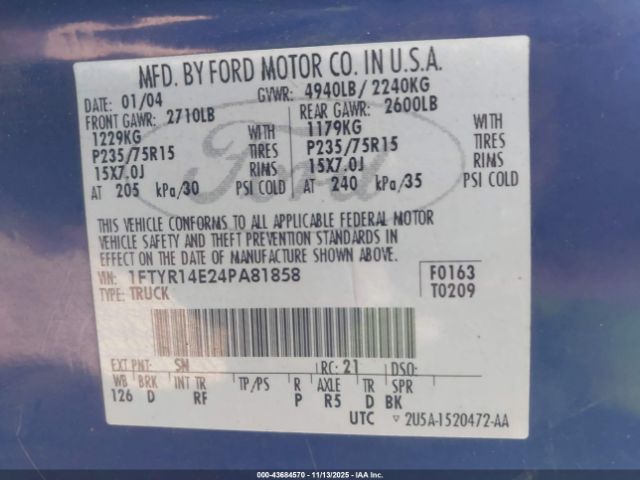 MFD. BY FORD MOTOR CO. IN U.S.A.
DATE: 01/04 GVWR: 4940LB / 2240KG
FRONT GAWR: 2710LB REAR GAWR: 2600LB
1229KG WITH 1179KG WITH
P235/75R15 TIRES P235/75R15 TIRES
15X7.0J RIMS 15X7.0J RIMS
AT 205 kPa/30 PSI COLD AT 240 kPa/35 PSI COLD
Ford
THIS VEHICLE CONFORMS TO ALL APPLICABLE FEDERAL MOTOR
VEHICLE SAFETY AND THEFT PREVENTION STANDARDS IN
EFFECT ON THE DATE OF MANUFACTURE SHOWN ABOVE.
VIN: 1FTYR14E24PA81858 F0163
TYPE: TRUCK T0209
EXT PNT: SN RC: 21 DSO:
WB BRK INT TR TP/PS R AXLE TR SPR
126 D RF P R5 D BK
UTC ▽ 2U5A-1520472-AA
000-43684570 - 11/13/2025 - IAAI.COM